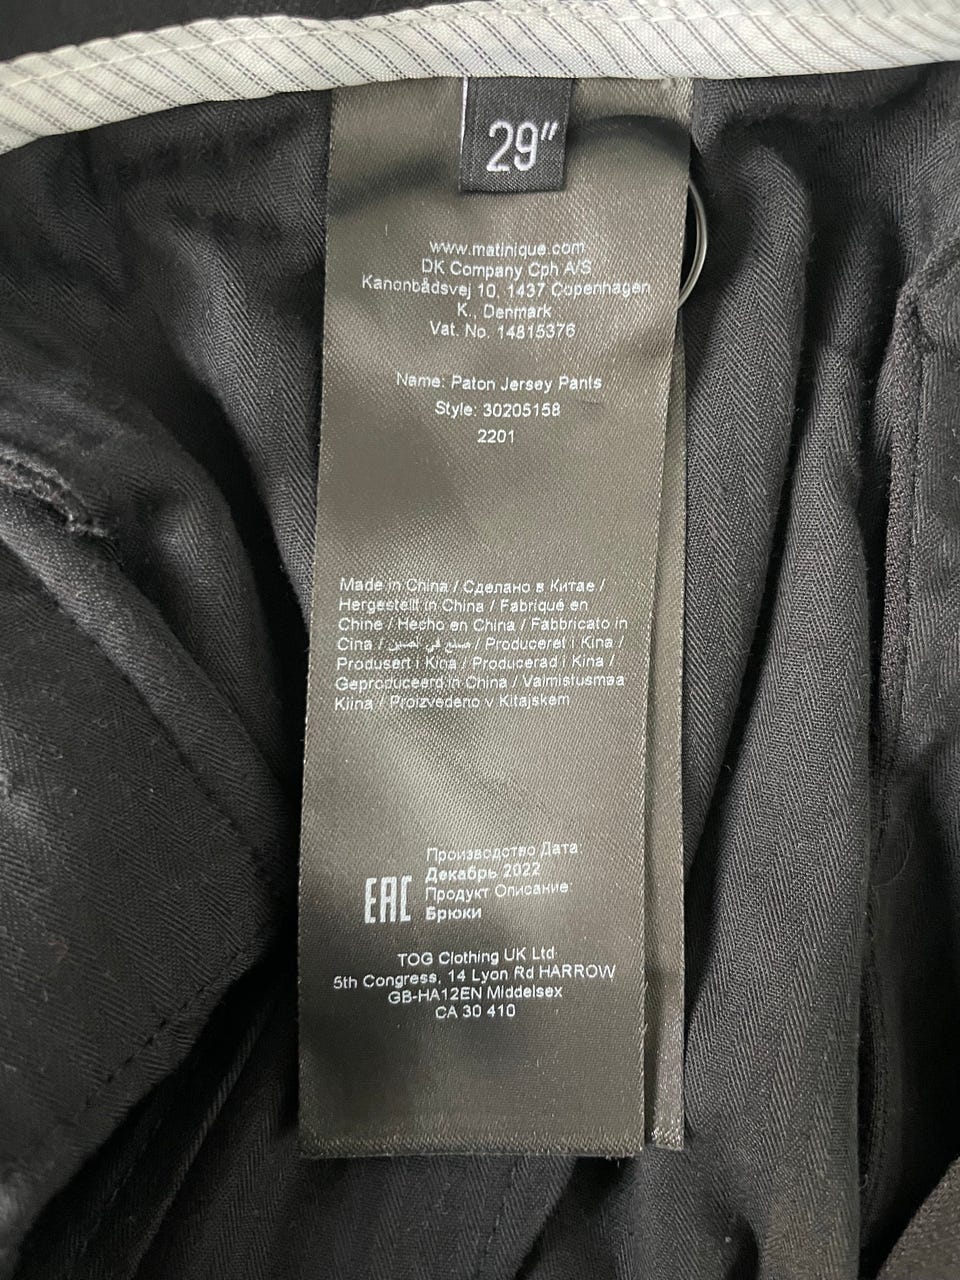 29"
www.matinique.com
DK Company Cph A/S
Kanonbådsvej 10, 1437 Copenhagen
K., Denmark
Vat. No. 14815376
Name: Paton Jersey Pants
Style: 30205158
2201
Made in China / Сделано в Китае /
Hergestellt in China / Fabriqué en
Chine / Hecho en China / Fabbricato in
Cina / صنع في الصين / Produceret i Kina /
Produsert i Kina / Producerad i Kina /
Geproduceerd in China / Valmistusmaa
Kiina / Proizvedeno v Kitajskem
Производство Дата:
Декабрь 2022
EAC Продукт Описание:
Брюки
TOG Clothing UK Ltd
5th Congress, 14 Lyon Rd HARROW
GB-HA12EN Middelsex
CA 30 410